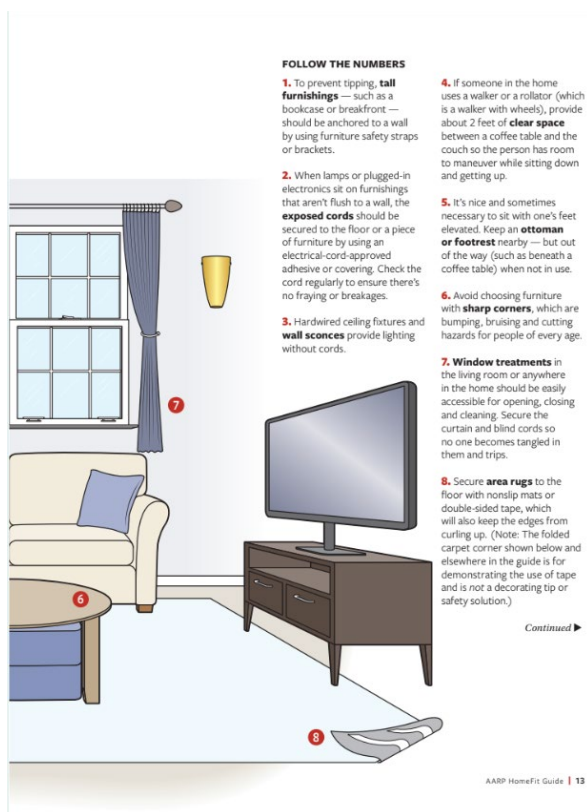 FOLLOW THE NUMBERS
1. To prevent tipping, tall
furnishings — such as a
bookcase or breakfront —
should be anchored to a wall
by using furniture safety straps
or brackets.
2. When lamps or plugged-in
electronics sit on furnishings
that aren't flush to a wall, the
exposed cords should be
secured to the floor or a piece
of furniture by using an
electrical-cord-approved
adhesive or covering. Check the
cord regularly to ensure there's
no fraying or breakages.
3. Hardwired ceiling fixtures and
wall sconces provide lighting
without cords.
4. If someone in the home
uses a walker or a rollator (which
is a walker with wheels), provide
about 2 feet of clear space
between a coffee table and the
couch so the person has room
to maneuver while sitting down
and getting up.
5. It's nice and sometimes
necessary to sit with one's feet
elevated. Keep an ottoman
or footrest nearby — but out
of the way (such as beneath a
coffee table) when not in use.
6. Avoid choosing furniture
with sharp corners, which are
bumping, bruising and cutting
hazards for people of every age.
7. Window treatments in
the living room or anywhere
in the home should be easily
accessible for opening, closing
and cleaning. Secure the
curtain and blind cords so
no one becomes tangled in
them and trips.
8. Secure area rugs to the
floor with nonslip mats or
double-sided tape, which
will also keep the edges from
curling up. (Note: The folded
carpet corner shown below and
elsewhere in the guide is for
demonstrating the use of tape
and is not a decorating tip or
safety solution.)
Continued ▶
7
6
8
AARP HomeFit Guide | 13